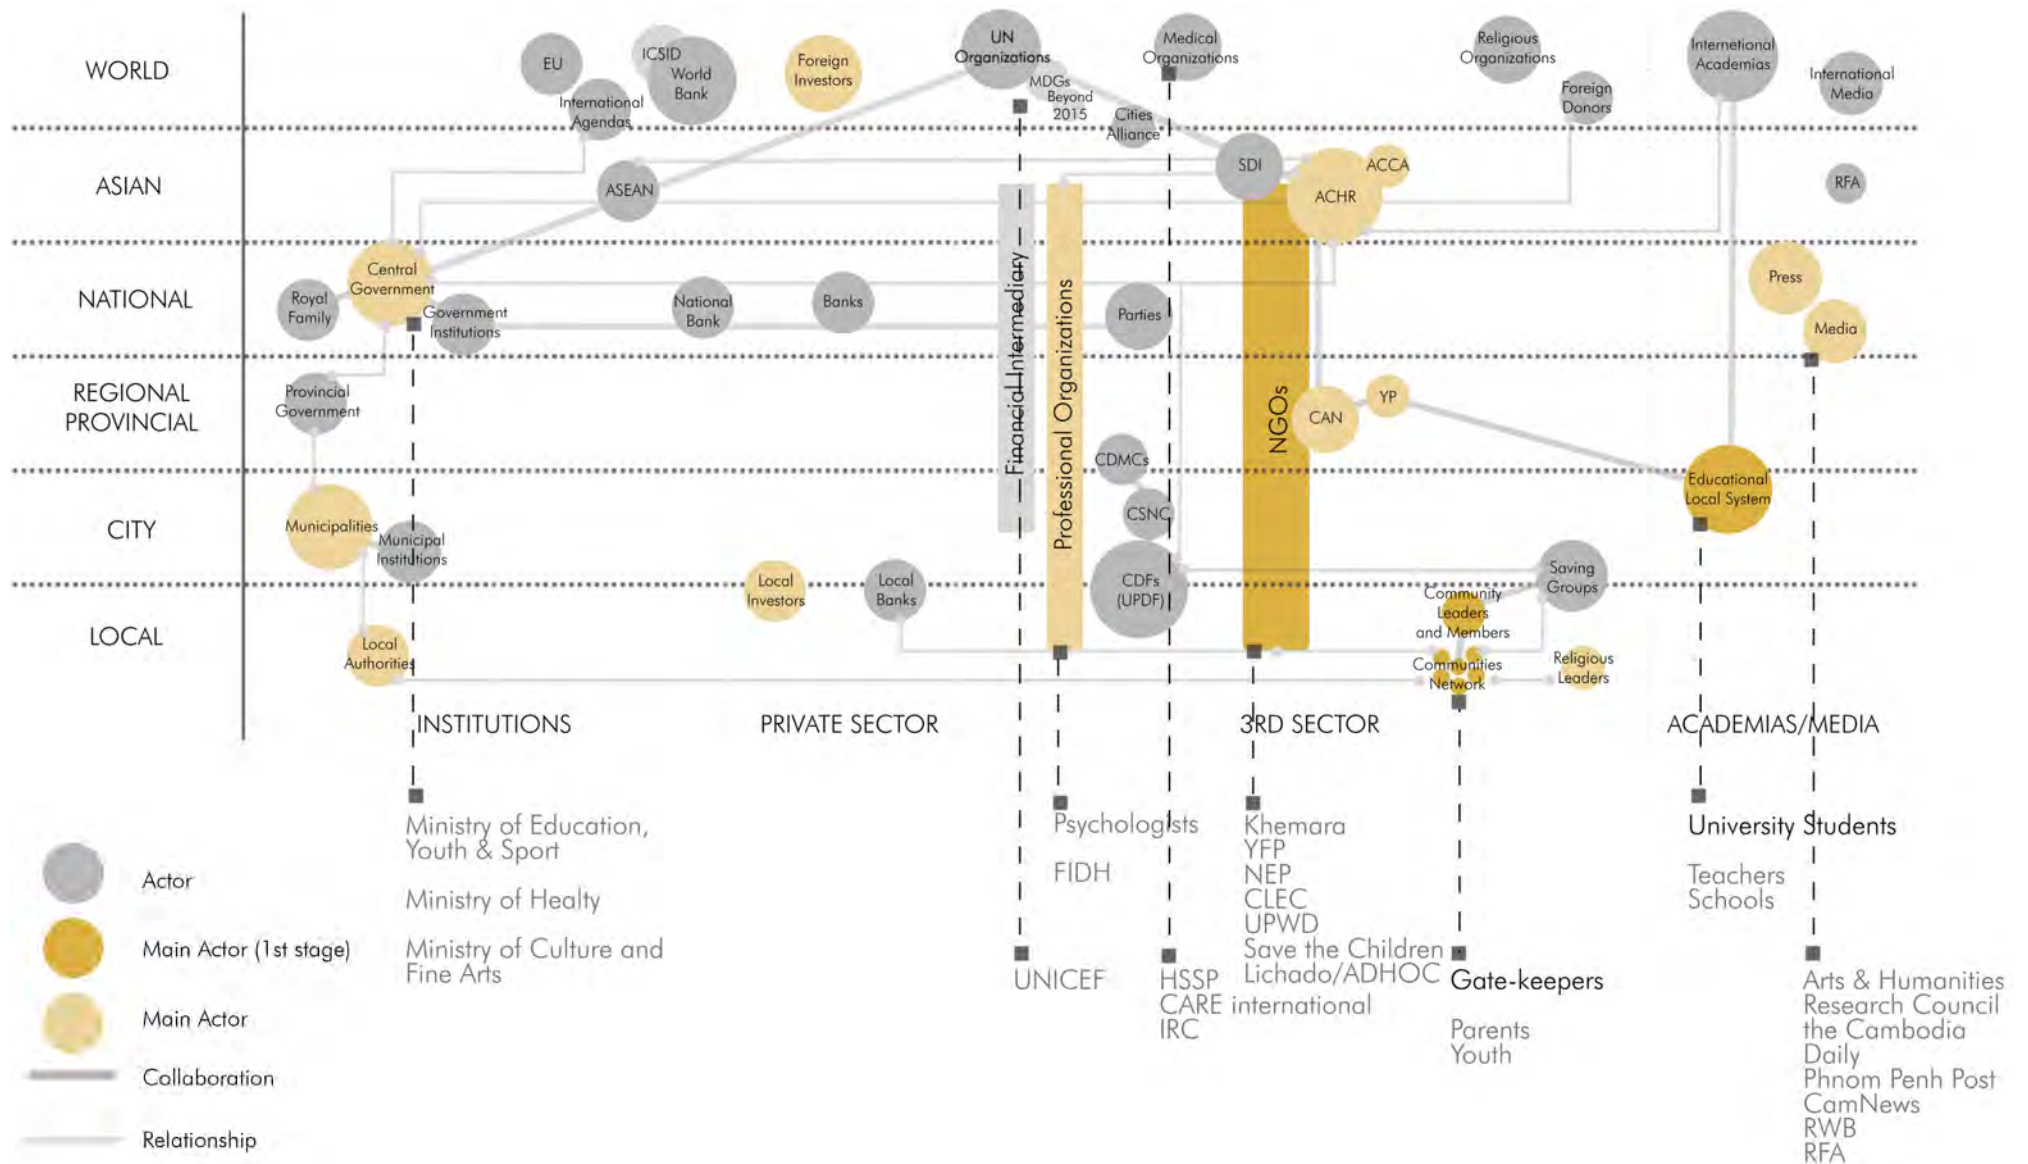 WORLD
EU
ICSID
World
Bank
International
Agendas
Foreign
Investors
UN
Organizations
MDGs
Beyond
2015
Medical
Organizations
Cities
Alliance
Religious
Organizations
Foreign
Donors
Internetional
Academias
International
Media
ASIAN
ASEAN
SDI
ACCA
ACHR
RFA
NATIONAL
Central
Government
Royal
Family
Government
Institutions
National
Bank
Banks
Financial Intermediary
Professional Organizations
Parties
NGOs
Press
Media
REGIONAL
PROVINCIAL
Provincial
Government
CDMCs
CAN
YP
CITY
Municipalities
Municipal
Institutions
CSNC
Educational
Local System
LOCAL
Local
Investors
Local
Banks
CDFs
(UPDF)
Saving
Groups
Community
Leaders
and Members
Local
Authorities
Communities
Network
Religious
Leaders
INSTITUTIONS
PRIVATE SECTOR
3RD SECTOR
ACADEMIAS/MEDIA
Ministry of Education,
Youth & Sport
Ministry of Healty
Ministry of Culture and
Fine Arts
UNICEF
Psychologists
FIDH
HSSP
CARE international
IRC
Khemara
YFP
NEP
CLEC
UPWD
Save the Children
Lichado/ADHOC
Gate-keepers
Parents
Youth
University Students
Teachers
Schools
Arts & Humanities
Research Council
the Cambodia
Daily
Phnom Penh Post
CamNews
RWB
RFA
Actor
Main Actor (1st stage)
Main Actor
Collaboration
Relationship